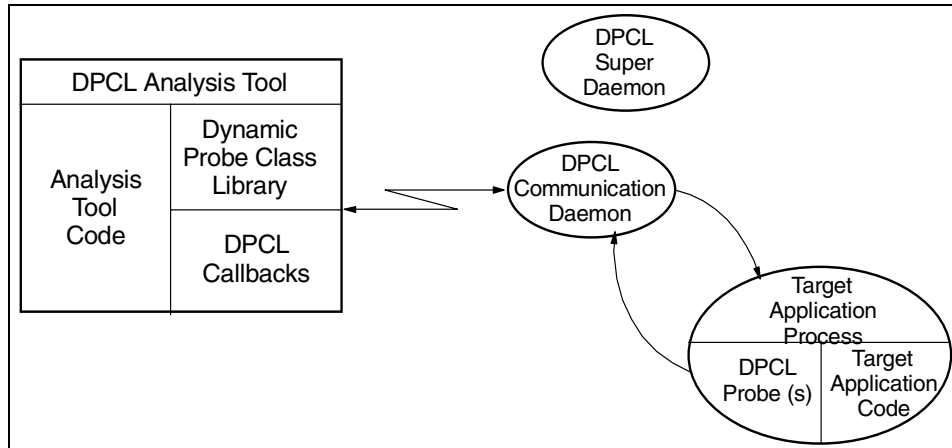 DPCL Analysis Tool
Analysis
Tool
Code
Dynamic
Probe Class
Library
DPCL
Callbacks
DPCL
Super
Daemon
DPCL
Communication
Daemon
Target
Application
Process
DPCL
Probe (s)
Target
Application
Code